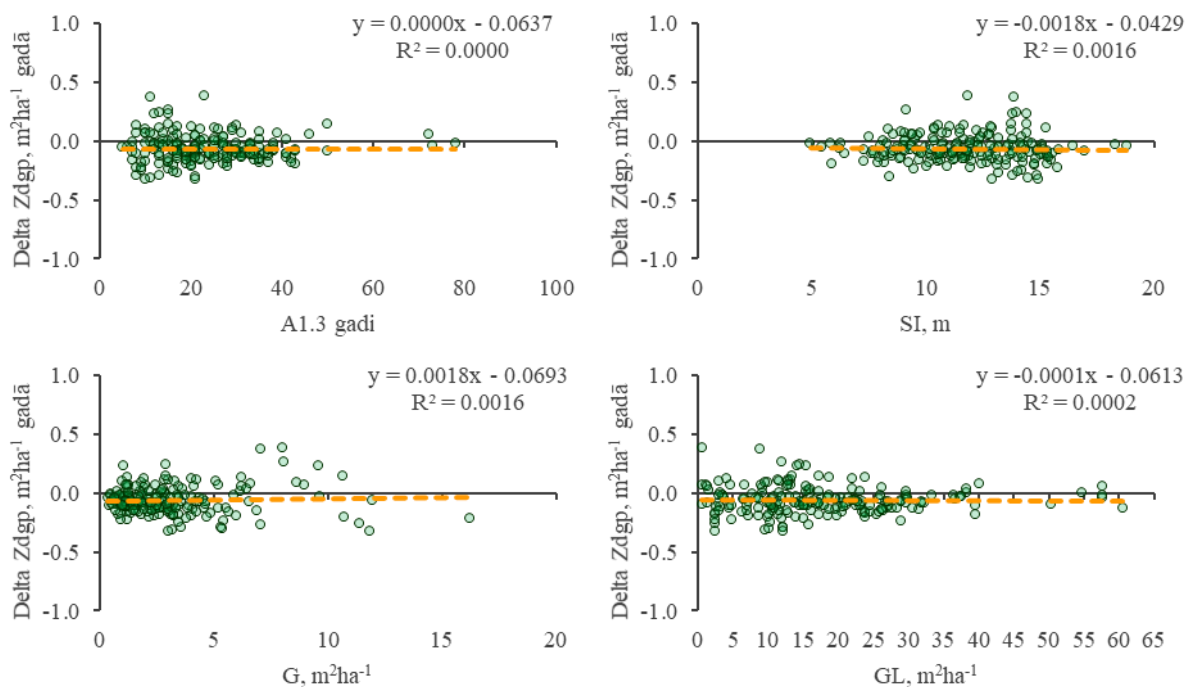 y = 0.0000x - 0.0637
R² = 0.0000
1.0
0.5
0.0
-0.5
-1.0
Delta Zdgp, m²ha⁻¹ gadā
0 20 40 60 80 100
A1.3 gadi
y = -0.0018x - 0.0429
R² = 0.0016
1.0
0.5
0.0
-0.5
-1.0
Delta Zdgp, m²ha⁻¹ gadā
0 5 10 15 20
SI, m
y = 0.0018x - 0.0693
R² = 0.0016
1.0
0.5
0.0
-0.5
-1.0
Delta Zdgp, m²ha⁻¹ gadā
0 5 10 15 20
G, m²ha⁻¹
y = -0.0001x - 0.0613
R² = 0.0002
1.0
0.5
0.0
-0.5
-1.0
Delta Zdgp, m²ha⁻¹ gadā
0 5 10 15 20 25 30 35 40 45 50 55 60 65
GL, m²ha⁻¹